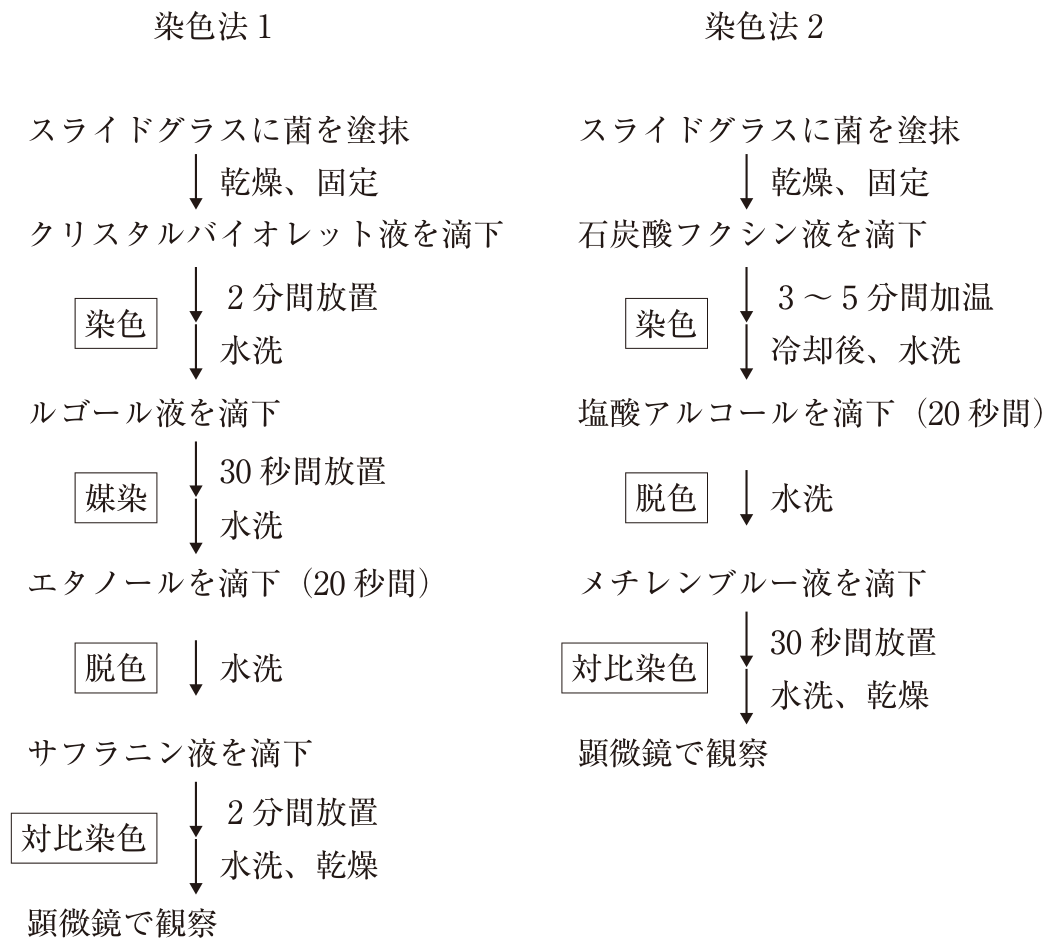 染色法1
スライドグラスに菌を塗抹
乾燥、固定
クリスタルバイオレット液を滴下
2分間放置
染色
水洗
ルゴール液を滴下
30秒間放置
媒染
水洗
エタノールを滴下（20秒間）
脱色
水洗
サフラニン液を滴下
2分間放置
対比染色
水洗、乾燥
顕微鏡で観察
染色法2
スライドグラスに菌を塗抹
乾燥、固定
石炭酸フクシン液を滴下
3～5分間加温
染色
冷却後、水洗
塩酸アルコールを滴下（20秒間）
脱色
水洗
メチレンブルー液を滴下
30秒間放置
対比染色
水洗、乾燥
顕微鏡で観察